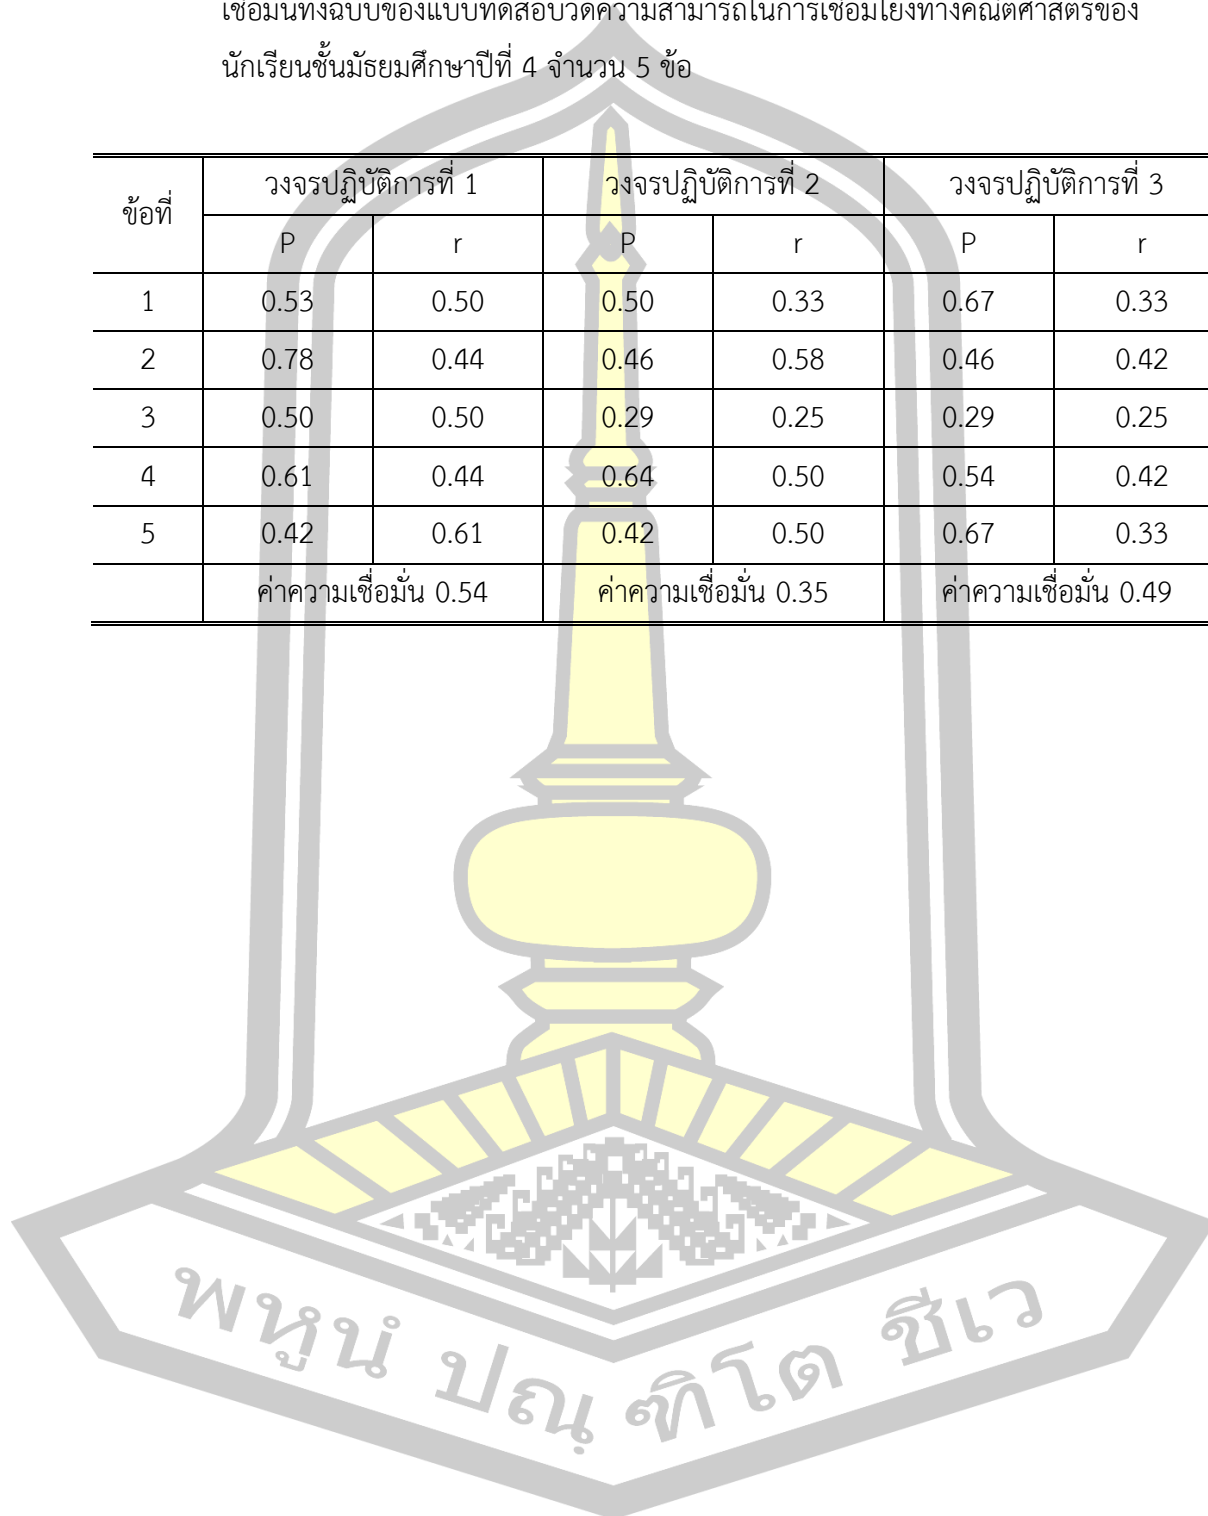 เชื่อมั่นทั้งฉบับของแบบทดสอบวัดความสามารถในการเชื่อมโยงทางคณิตศาสตร์ของ
นักเรียนชั้นมัธยมศึกษาปีที่ 4 จำนวน 5 ข้อ
ข้อที่ วงจรปฏิบัติการที่ 1 วงจรปฏิบัติการที่ 2 วงจรปฏิบัติการที่ 3
P r P r P r
1 0.53 0.50 0.50 0.33 0.67 0.33
2 0.78 0.44 0.46 0.58 0.46 0.42
3 0.50 0.50 0.29 0.25 0.29 0.25
4 0.61 0.44 0.64 0.50 0.54 0.42
5 0.42 0.61 0.42 0.50 0.67 0.33
ค่าความเชื่อมั่น 0.54 ค่าความเชื่อมั่น 0.35 ค่าความเชื่อมั่น 0.49
พหูนํ ปณฺฑิโต ชีเว